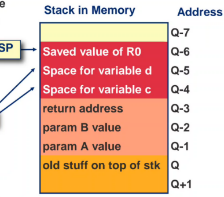 e
Stack in Memory Address
Q-7
SP Saved value of R0 Q-6
Space for variable d Q-5
Space for variable c Q-4
return address Q-3
param B value Q-2
param A value Q-1
old stuff on top of stk Q
Q+1